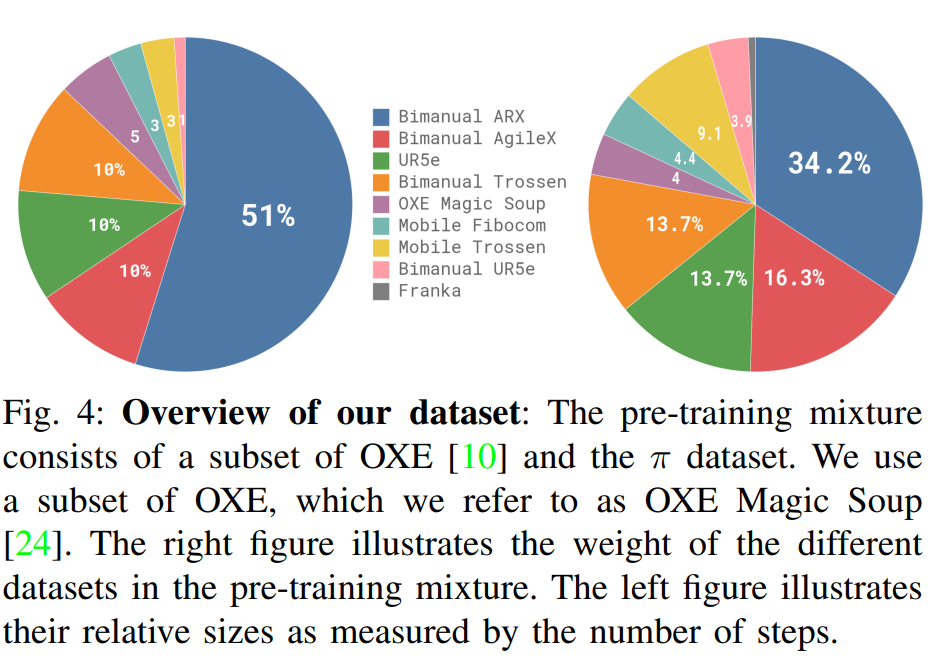 51%
10%
10%
10%
5
3
3
1
Bimanual ARX
Bimanual AgileX
UR5e
Bimanual Trossen
OXE Magic Soup
Mobile Fibocom
Mobile Trossen
Bimanual UR5e
Franka
34.2%
16.3%
13.7%
13.7%
4
4.4
9.1
3.9
Fig. 4: Overview of our dataset: The pre-training mixture
consists of a subset of OXE [10] and the π dataset. We use
a subset of OXE, which we refer to as OXE Magic Soup
[24]. The right figure illustrates the weight of the different
datasets in the pre-training mixture. The left figure illustrates
their relative sizes as measured by the number of steps.